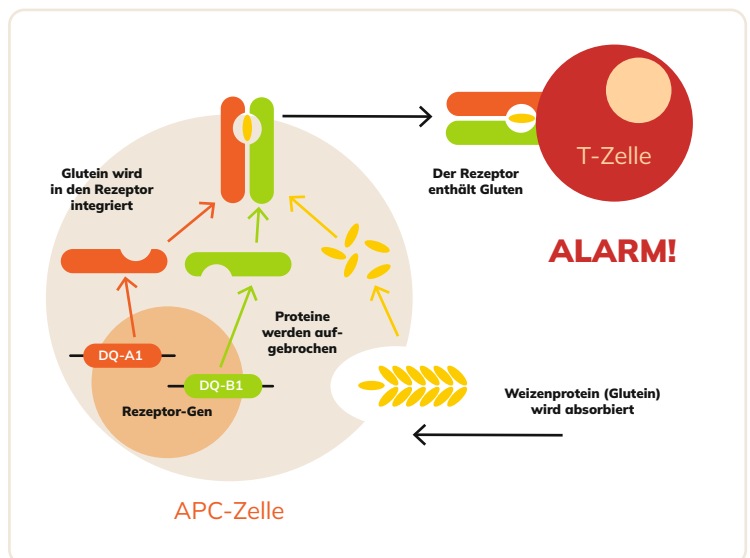 Glutein wird
in den Rezeptor
integriert
Der Rezeptor
enthält Gluten
T-Zelle
ALARM!
Proteine
werden auf-
gebrochen
DQ-A1
DQ-B1
Rezeptor-Gen
Weizenprotein (Glutein)
wird absorbiert
APC-Zelle